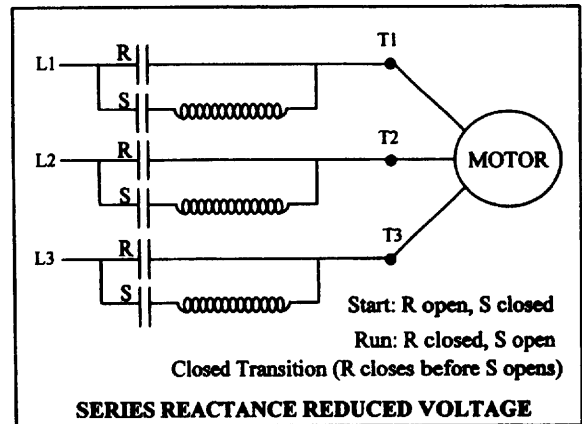 T1
L1 R
S
T2
L2 R
MOTOR
S
T3
L3 R
S
Start: R open, S closed
Run: R closed, S open
Closed Transition (R closes before S opens)
SERIES REACTANCE REDUCED VOLTAGE